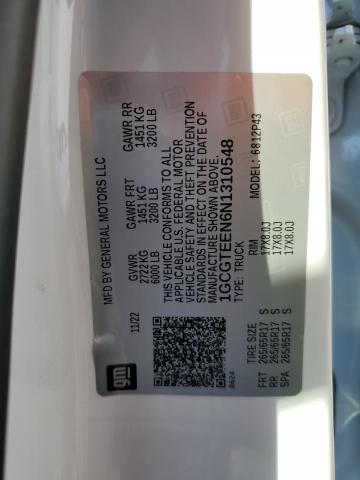 MFD BY GENERAL MOTORS LLC
11/22
GVWR
2722 KG
6001 LB
GAWR FRT
1451 KG
3200 LB
GAWR RR
1451 KG
3200 LB
THIS VEHICLE CONFORMS TO ALL
APPLICABLE U.S. FEDERAL MOTOR
VEHICLE SAFETY AND THEFT PREVENTION
STANDARDS IN EFFECT ON THE DATE OF
MANUFACTURE SHOWN ABOVE.
1GCGTEEN6N1310548
TYPE: TRUCK
MODEL: 6812P43
gm
8624
TIRE SIZE RIM
FRT 265/65R17 S 17X8.0J
RR 265/65R17 S 17X8.0J
SPA 265/65R17 S 17X8.0J